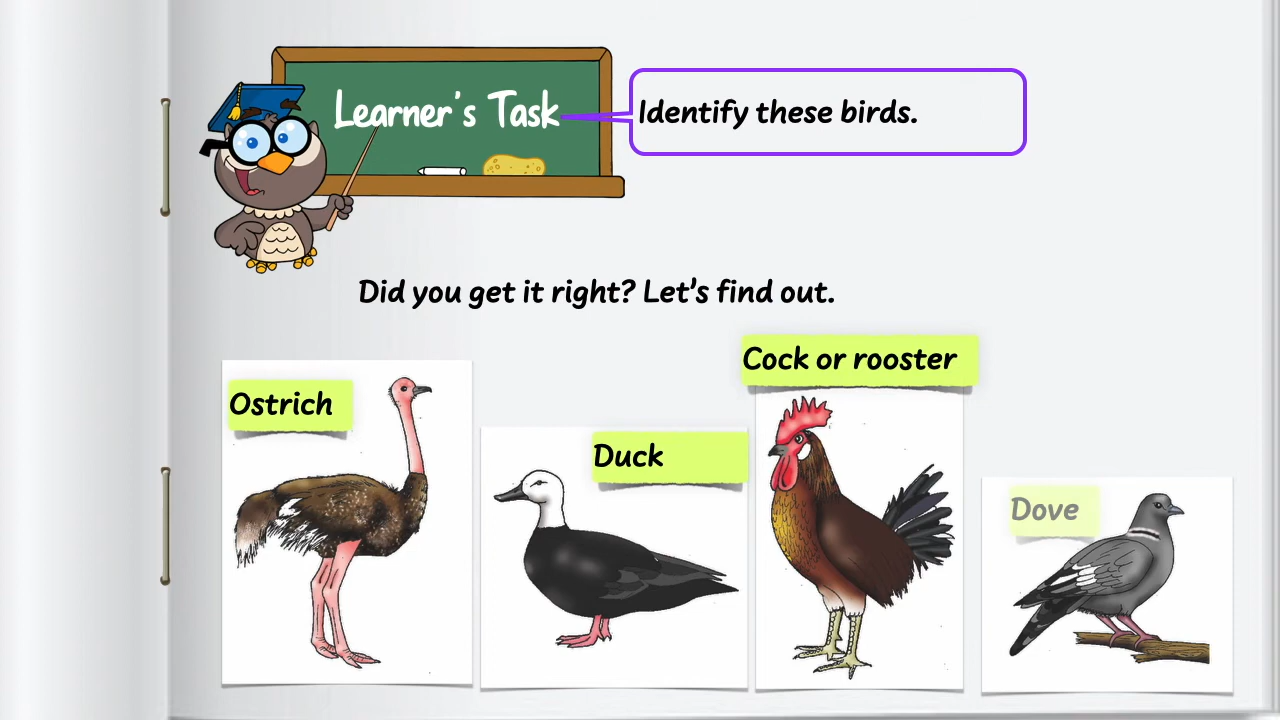 Learner's Task
Identify these birds.
Did you get it right? Let's find out.
Cock or rooster
Ostrich
Duck
Dove